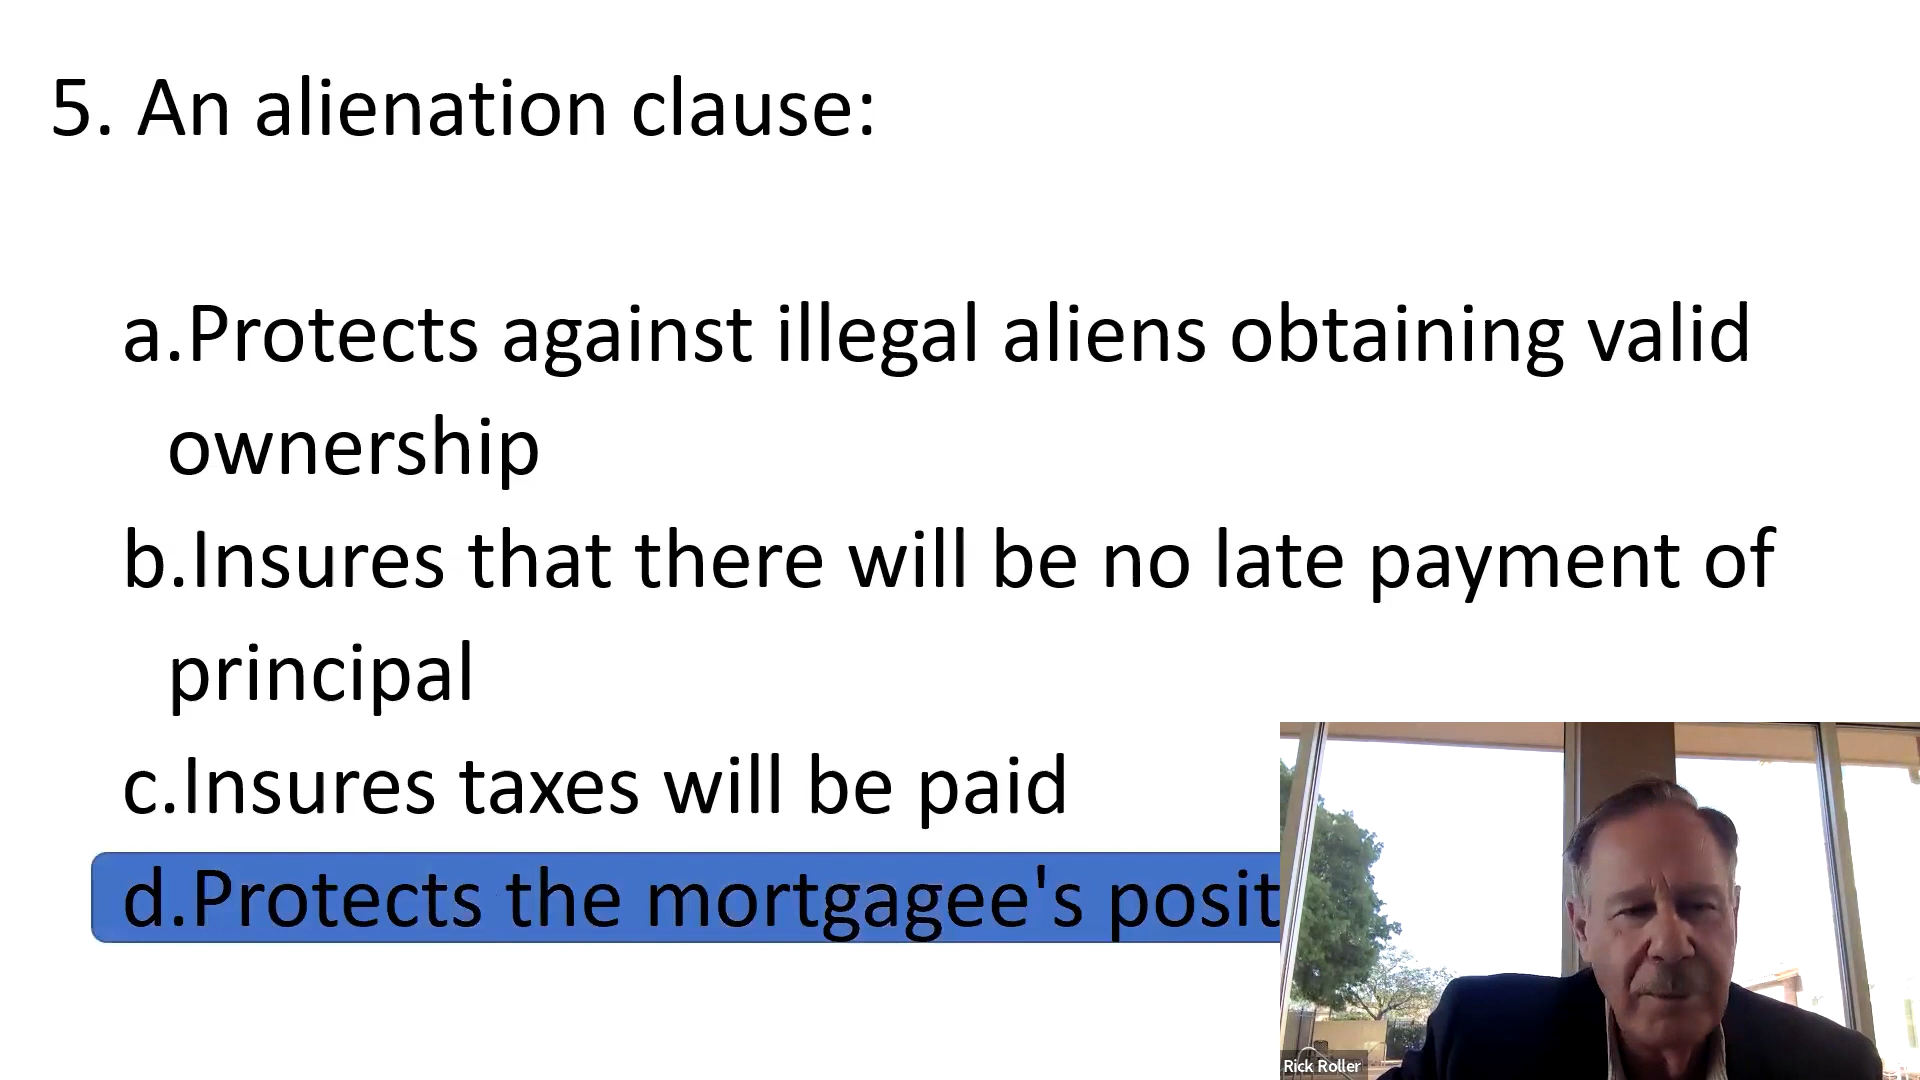 5. An alienation clause:
a.Protects against illegal aliens obtaining valid
ownership
b.Insures that there will be no late payment of
principal
c.Insures taxes will be paid
d.Protects the mortgagee's posit
Rick Roller